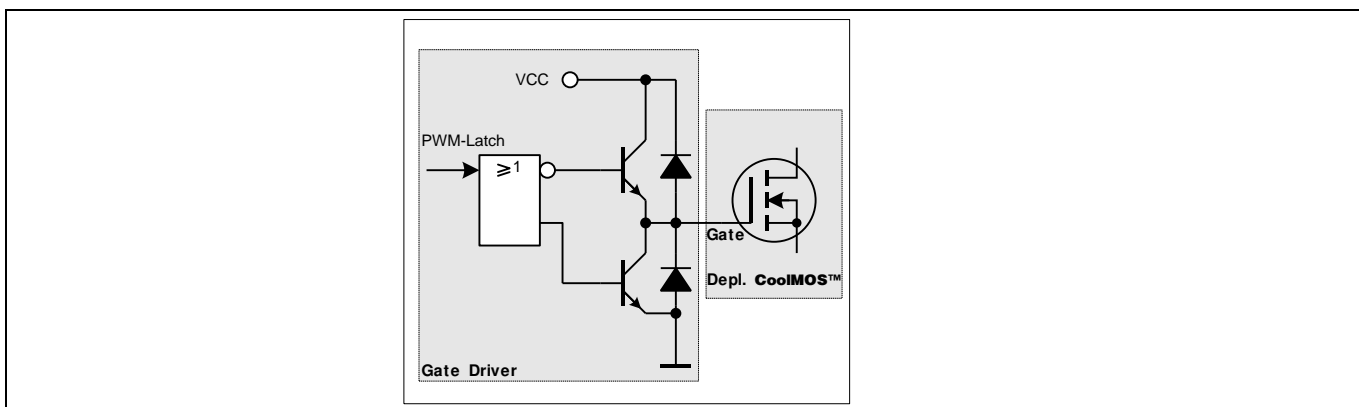 VCC
PWM-Latch
≥1
Gate
Depl. CoolMOS™
Gate Driver